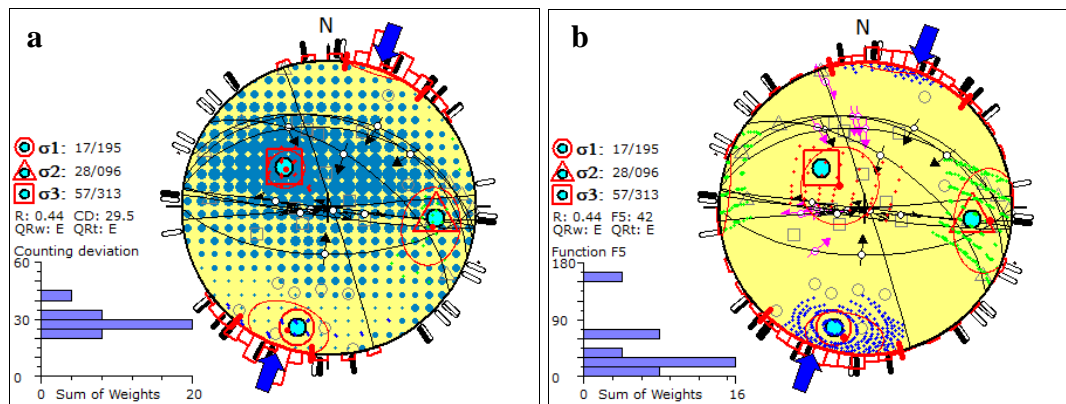 a
N
σ1: 17/195
σ2: 28/096
σ3: 57/313
R: 0.44 CD: 29.5
QRw: E QRt: E
Counting deviation
60
30
0
0 Sum of Weights 20
b
N
σ1: 17/195
σ2: 28/096
σ3: 57/313
R: 0.44 F5: 42
QRw: E QRt: E
Function F5
180
90
0
0 Sum of Weights 16